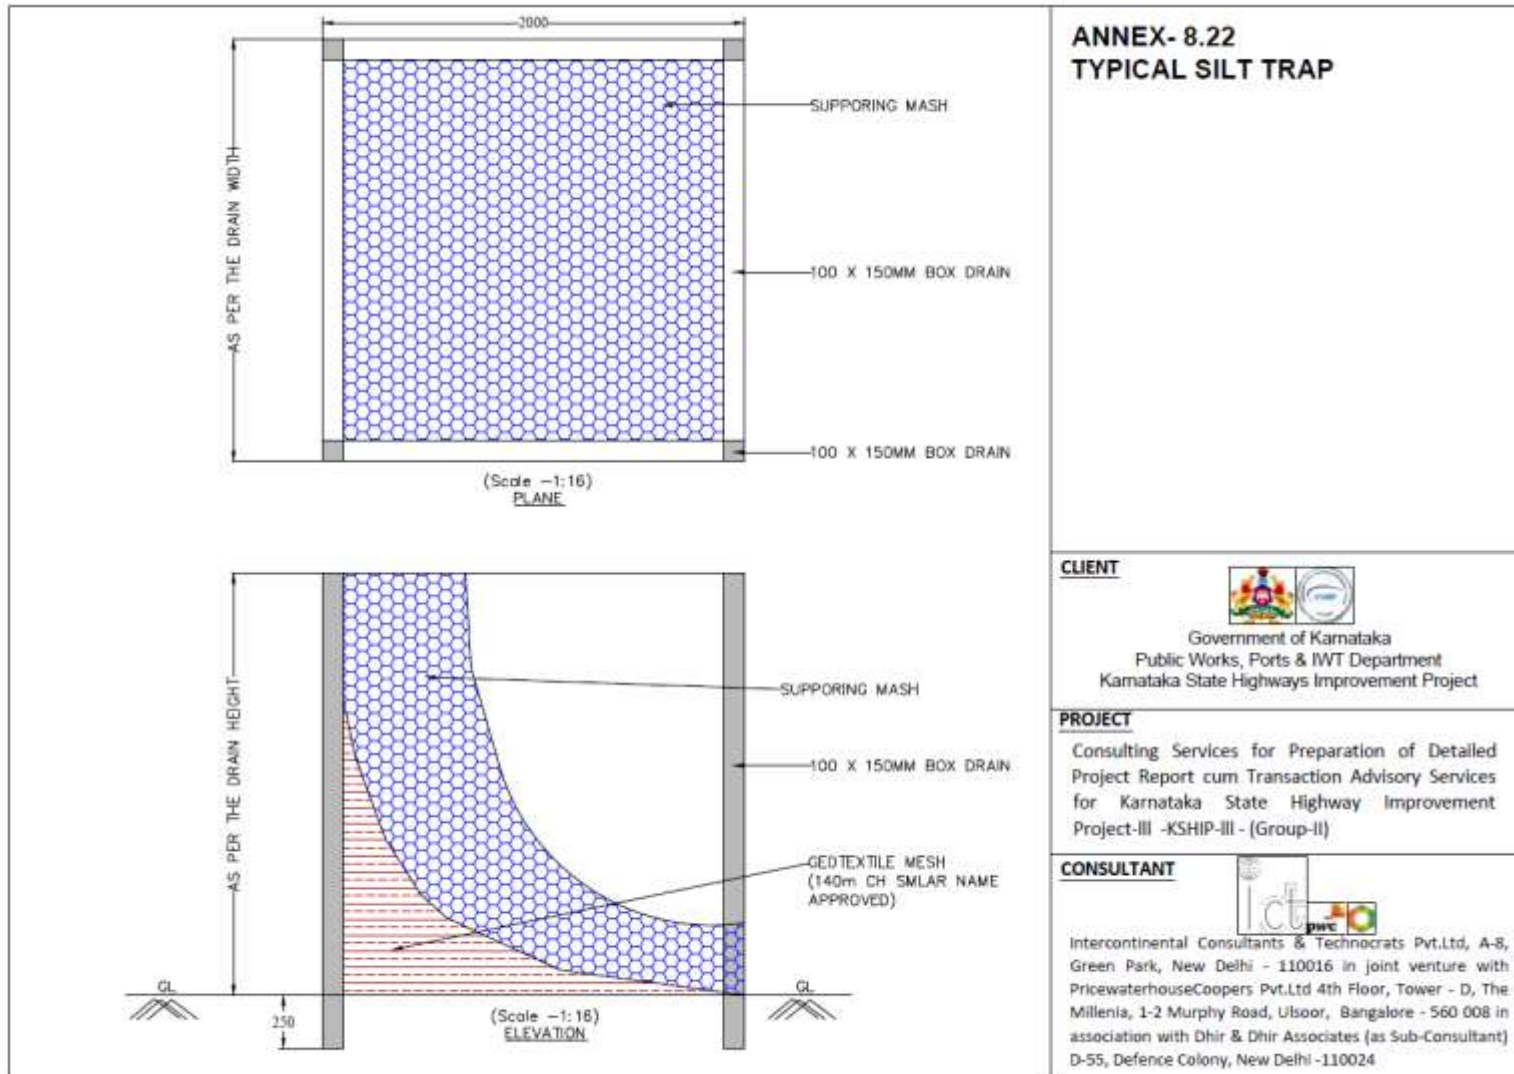 2000
AS PER THE DRAIN WIDTH
SUPPORING MASH
100 X 150MM BOX DRAIN
100 X 150MM BOX DRAIN
(Scale -1:16)
PLANE
AS PER THE DRAIN HEIGHT
SUPPORING MASH
100 X 150MM BOX DRAIN
GEOTEXTILE MESH
(140m CH SMLAR NAME
APPROVED)
GL
GL
250
(Scale -1:16)
ELEVATION
ANNEX- 8.22
TYPICAL SILT TRAP
CLIENT
Government of Karnataka
Public Works, Ports & IWT Department
Karnataka State Highways Improvement Project
PROJECT
Consulting Services for Preparation of Detailed
Project Report cum Transaction Advisory Services
for Karnataka State Highway Improvement
Project-III -KSHIP-III - (Group-II)
CONSULTANT
ict
pwc
Intercontinental Consultants & Technocrats Pvt.Ltd, A-8,
Green Park, New Delhi - 110016 in joint venture with
PricewaterhouseCoopers Pvt.Ltd 4th Floor, Tower - D, The
Millenia, 1-2 Murphy Road, Ulsoor, Bangalore - 560 008 in
association with Dhir & Dhir Associates (as Sub-Consultant)
D-55, Defence Colony, New Delhi -110024